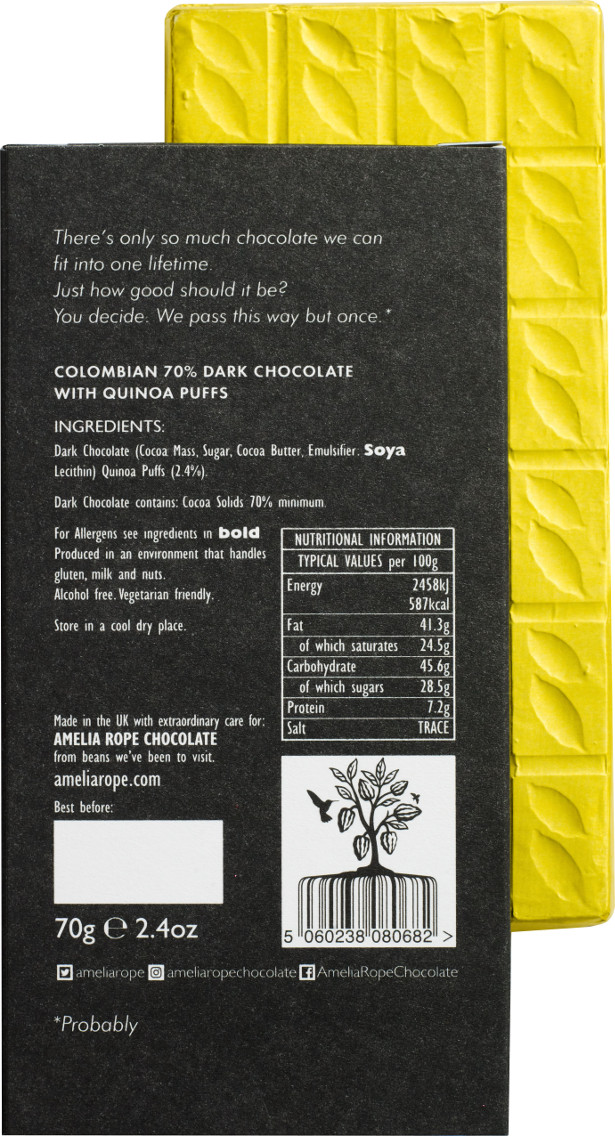 There's only so much chocolate we can
fit into one lifetime.
Just how good should it be?
You decide. We pass this way but once.*
COLOMBIAN 70% DARK CHOCOLATE
WITH QUINOA PUFFS
INGREDIENTS:
Dark Chocolate (Cocoa Mass, Sugar, Cocoa Butter, Emulsifier: Soya
Lecithin) Quinoa Puffs (2.4%).
Dark Chocolate contains: Cocoa Solids 70% minimum.
For Allergens see ingredients in bold
Produced in an environment that handles
gluten, milk and nuts.
Alcohol free. Vegetarian friendly.
Store in a cool dry place.
NUTRITIONAL INFORMATION
TYPICAL VALUES per 100g
Energy 2458kJ
587kcal
Fat 41.3g
of which saturates 24.5g
Carbohydrate 45.6g
of which sugars 28.5g
Protein 7.2g
Salt TRACE
Made in the UK with extraordinary care for:
AMELIA ROPE CHOCOLATE
from beans we've been to visit.
ameliarope.com
Best before:
70g ℮ 2.4oz
5 060238 080682 >
ameliarope ameliaropechocolate AmeliaRopeChocolate
*Probably